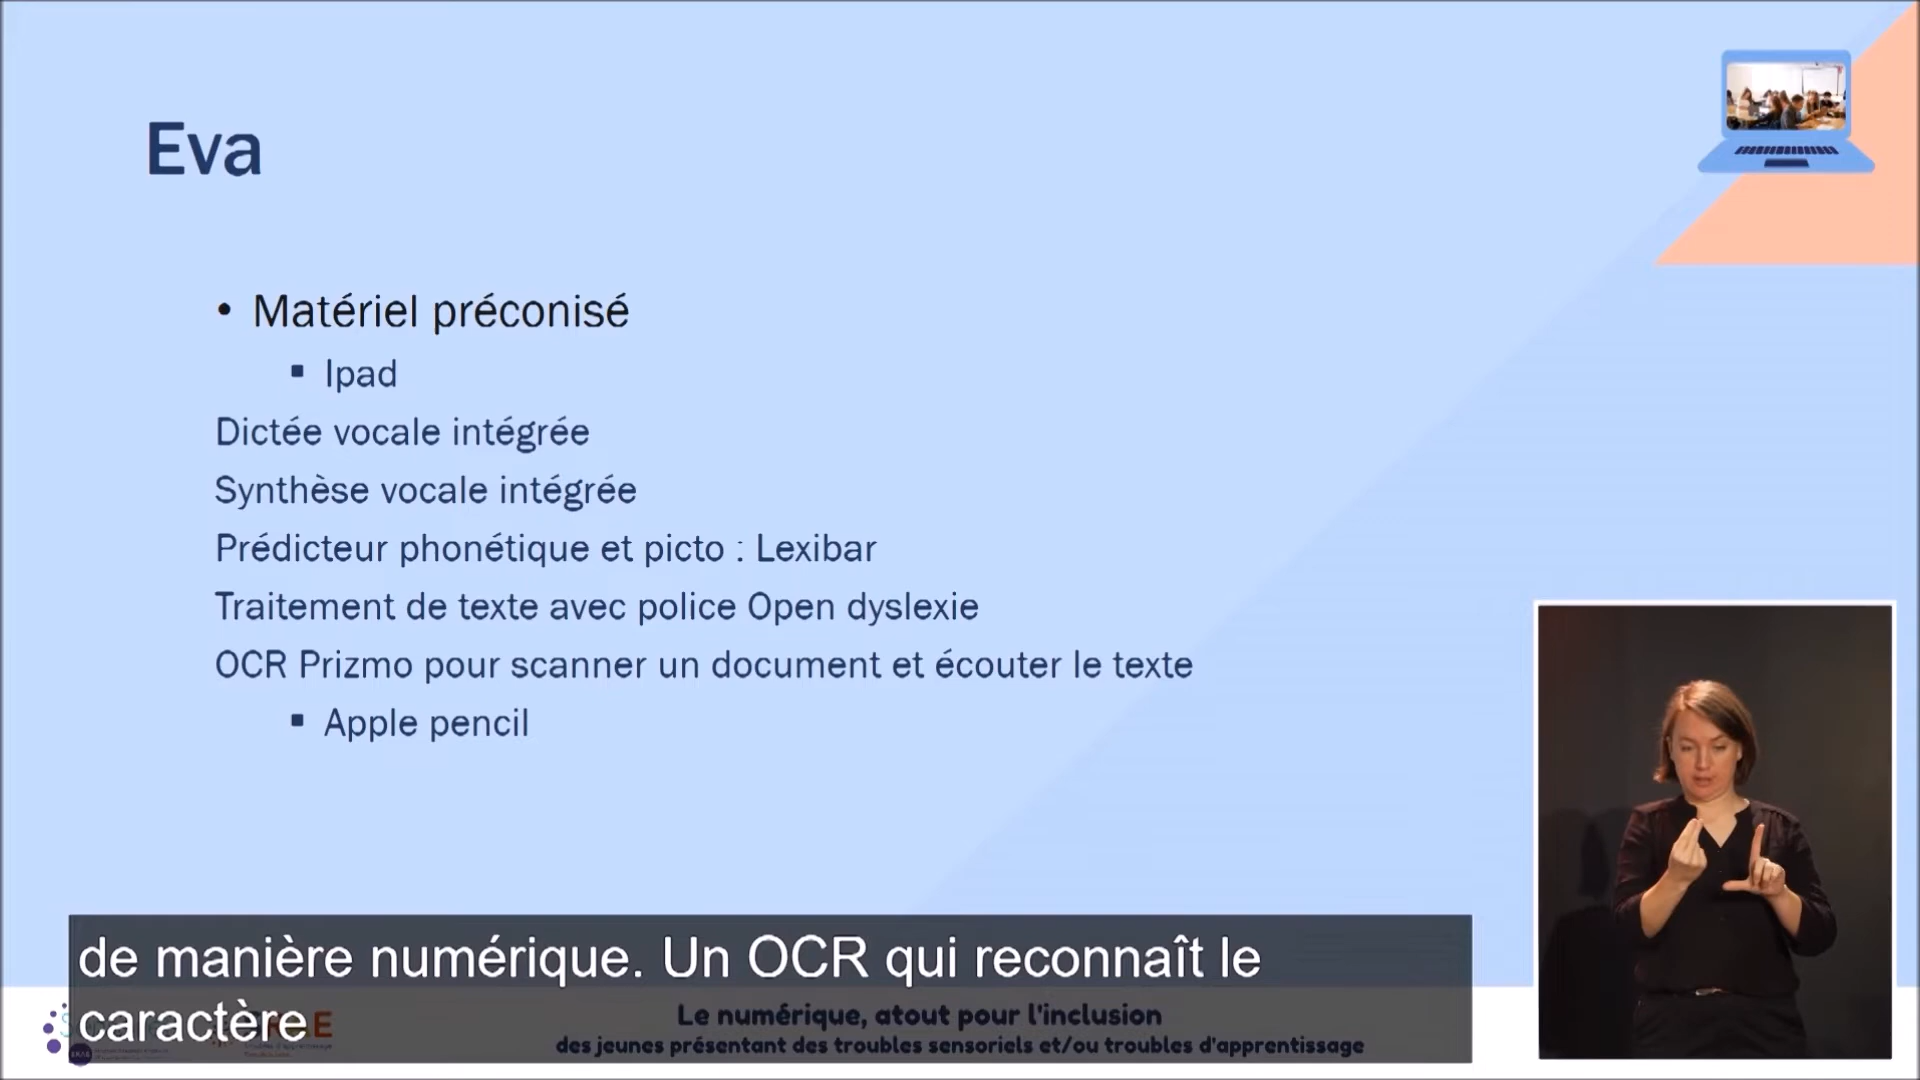 Eva
• Matériel préconisé
▪ Ipad
Dictée vocale intégrée
Synthèse vocale intégrée
Prédicteur phonétique et picto : Lexibar
Traitement de texte avec police Open dyslexie
OCR Prizmo pour scanner un document et écouter le texte
▪ Apple pencil
de manière numérique. Un OCR qui reconnaît le
caractère
Le numérique, atout pour l'inclusion
des jeunes présentant des troubles sensoriels et/ou troubles d'apprentissage